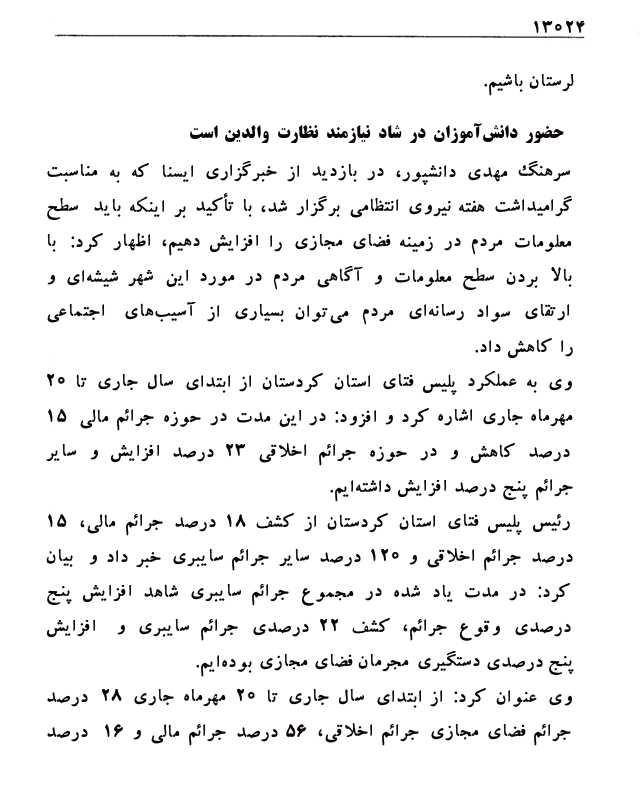 ۱۳۰۲۴
لرستان باشیم.
حضور دانش‌آموزان در شاد نیازمند نظارت والدین است
سرهنگ مهدی دانشپور، در بازدید از خبرگزاری ایسنا که به مناسبت
گرامیداشت هفته نیروی انتظامی برگزار شد، با تأکید بر اینکه باید سطح
معلومات مردم در زمینه فضای مجازی را افزایش دهیم، اظهار کرد: با
بالا بردن سطح معلومات و آگاهی مردم در مورد این شهر شیشه‌ای و
ارتقای سواد رسانه‌ای مردم می‌توان بسیاری از آسیب‌های اجتماعی
را کاهش داد.
وی به عملکرد پلیس فتای استان کردستان از ابتدای سال جاری تا ۲۰
مهرماه جاری اشاره کرد و افزود: در این مدت در حوزه جرائم مالی ۱۵
درصد کاهش و در حوزه جرائم اخلاقی ۲۳ درصد افزایش و سایر
جرائم پنج درصد افزایش داشته‌ایم.
رئیس پلیس فتای استان کردستان از کشف ۱۸ درصد جرائم مالی، ۱۵
درصد جرائم اخلاقی و ۱۲۰ درصد سایر جرائم سایبری خبر داد و بیان
کرد: در مدت یاد شده در مجموع جرائم سایبری شاهد افزایش پنج
درصدی وقوع جرائم، کشف ۲۲ درصدی جرائم سایبری و افزایش
پنج درصدی دستگیری مجرمان فضای مجازی بوده‌ایم.
وی عنوان کرد: از ابتدای سال جاری تا ۲۰ مهرماه جاری ۲۸ درصد
جرائم فضای مجازی جرائم اخلاقی، ۵۶ درصد جرائم مالی و ۱۶ درصد